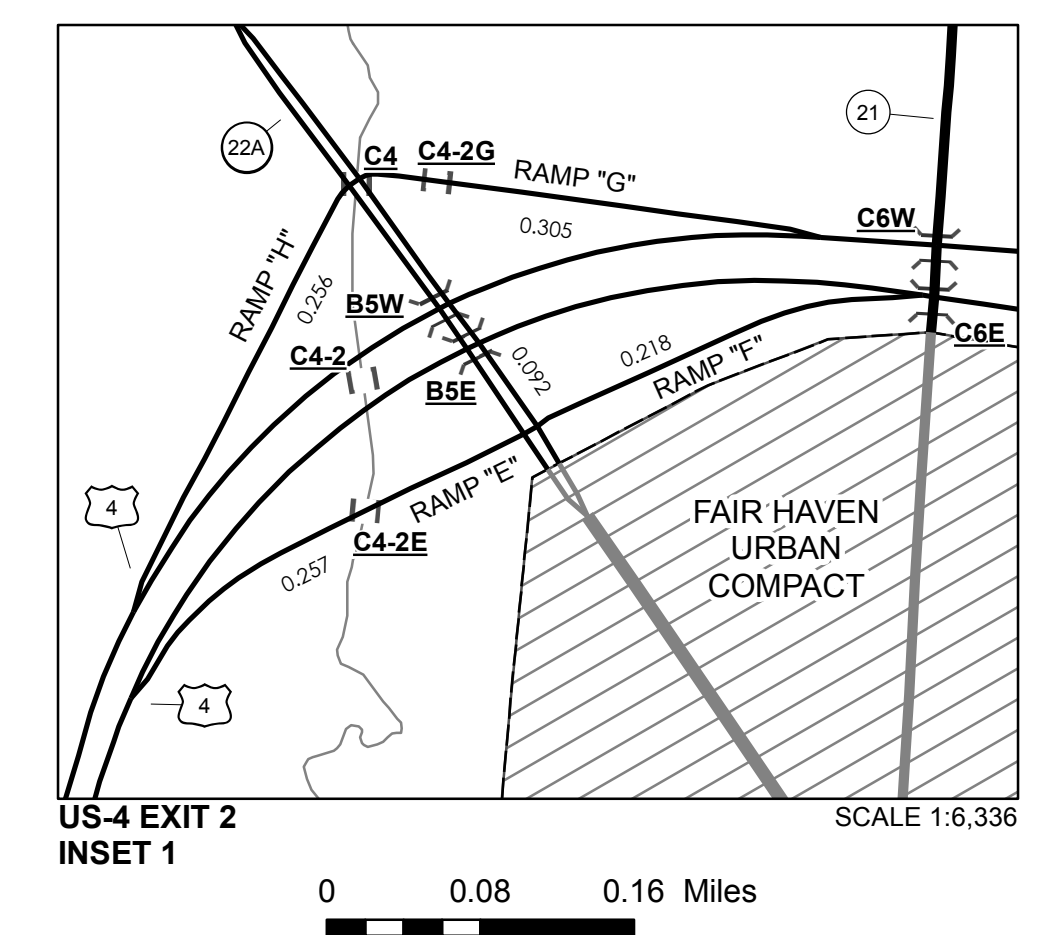 21
22A
C4
C4-2G
RAMP "G"
C6W
0.305
RAMP "H"
0.256
B5W
C4-2
B5E
0.092
0.218
RAMP "F"
C6E
RAMP "E"
4
C4-2E
0.257
FAIR HAVEN
URBAN
COMPACT
4
US-4 EXIT 2
INSET 1
SCALE 1:6,336
0 0.08 0.16 Miles